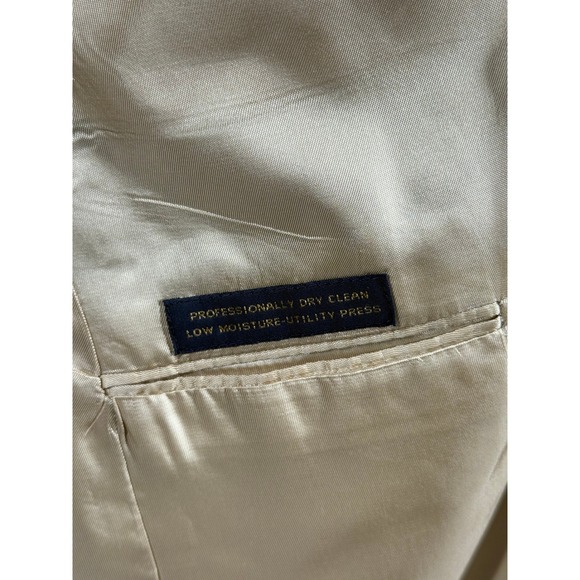 PROFESSIONALLY DRY CLEAN
LOW MOISTURE-UTILITY PRESS